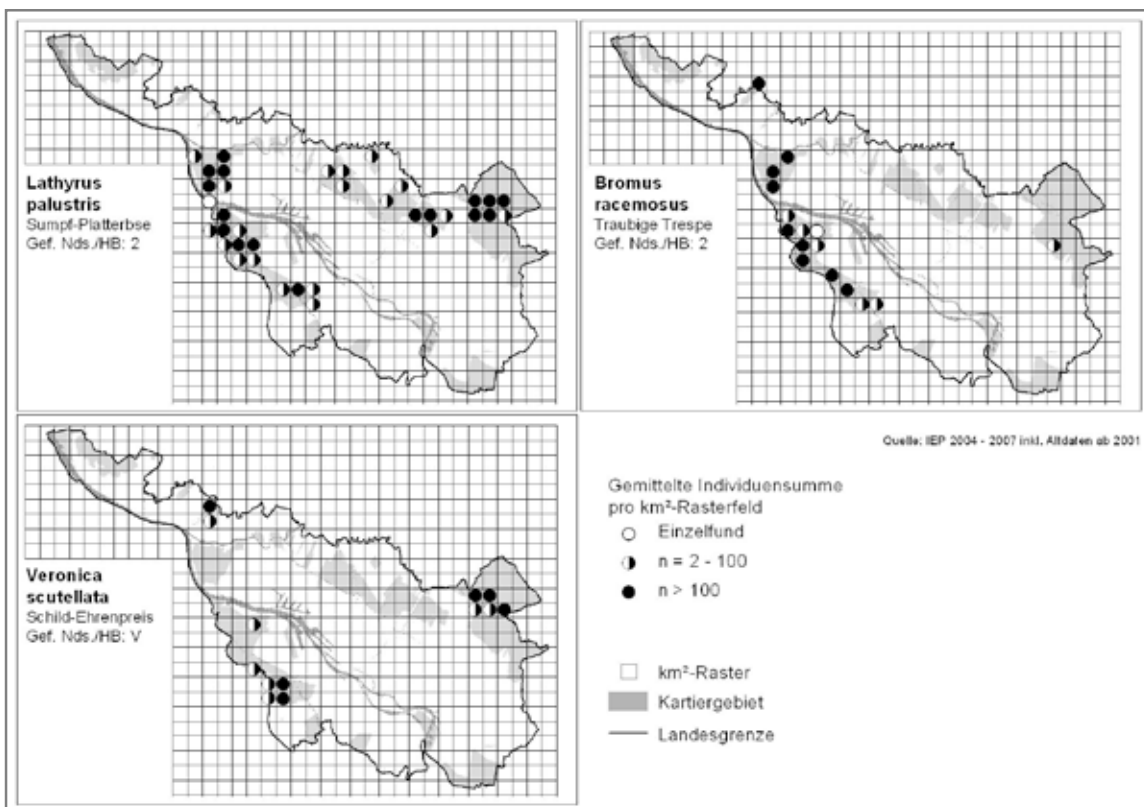 Lathyrus
palustris
Sumpf-Platterbse
Gef. Nds./HB: 2
Bromus
racemosus
Traubige Trespe
Gef. Nds./HB: 2
Veronica
scutellata
Schild-Ehrenpreis
Gef. Nds./HB: V
Quelle: IEP 2004 - 2007 inkl. Altdaten ab 2001
Gemittelte Individuensumme
pro km²-Rasterfeld
Einzelfund
n = 2 - 100
n > 100
km²-Raster
Kartiergebiet
Landesgrenze